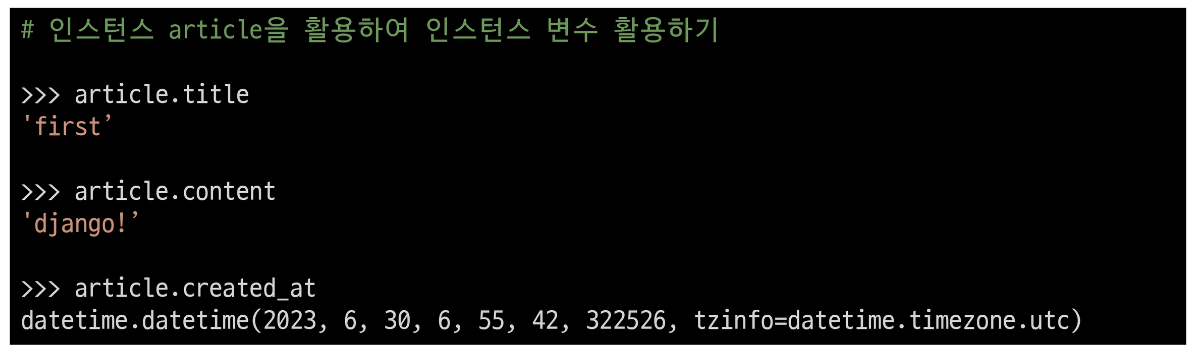 # 인스턴스 article을 활용하여 인스턴스 변수 활용하기
>>> article.title
'first’
>>> article.content
'django!’
>>> article.created_at
datetime.datetime(2023, 6, 30, 6, 55, 42, 322526, tzinfo=datetime.timezone.utc)